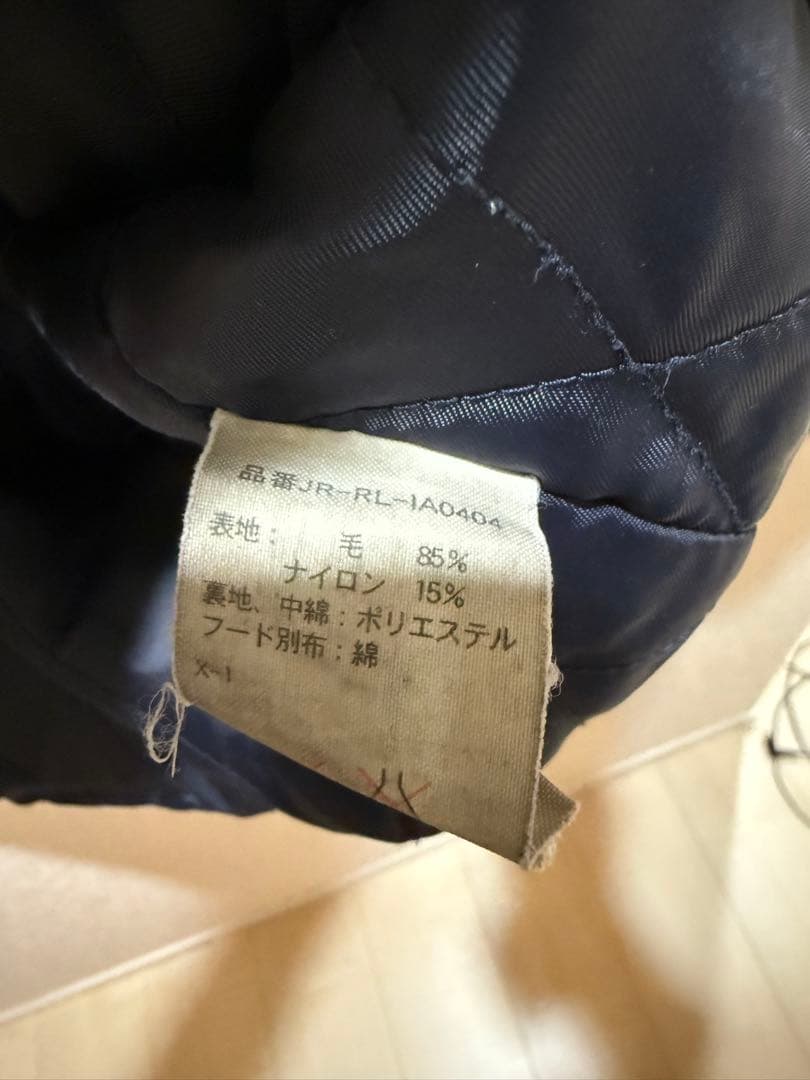 品番JR-RL-1A0404
表地: 毛 85%
ナイロン 15%
裏地、中綿:ポリエステル
フード別布:綿
X-1